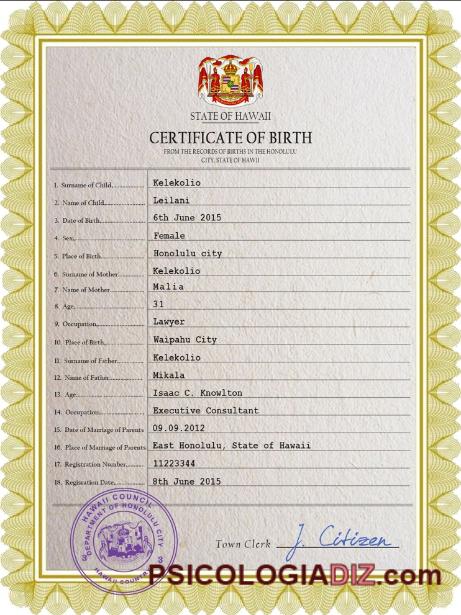 STATE OF HAWAII
CERTIFICATE OF BIRTH
FROM THE RECORDS OF BIRTHS IN THE HONOLULU
CITY, STATE OF HAWII
1. Surname of Child Kelekolio
2. Name of Child Leilani
3. Date of Birth 6th June 2015
4. Sex Female
5. Place of Birth Honolulu city
6. Surname of Mother Kelekolio
7. Name of Mother Malia
8. Age 31
9. Occupation Lawyer
10. Place of Birth Waipahu City
11. Surname of Father Kelekolio
12. Name of Father Mikala
13. Age Isaac C. Knowlton
14. Occupation Executive Consultant
15. Date of Marriage of Parents 09.09.2012
16. Place of Marriage of Parents East Honolulu, State of Hawaii
17. Registration Number 11223344
18. Registration Date 8th June 2015
HAWAII COUNCIL
DEPARTMENT OF HONOLULU CITY
HAWAII COUNCIL
Town Clerk J. Citizen
PSICOLOGIADIZ.com